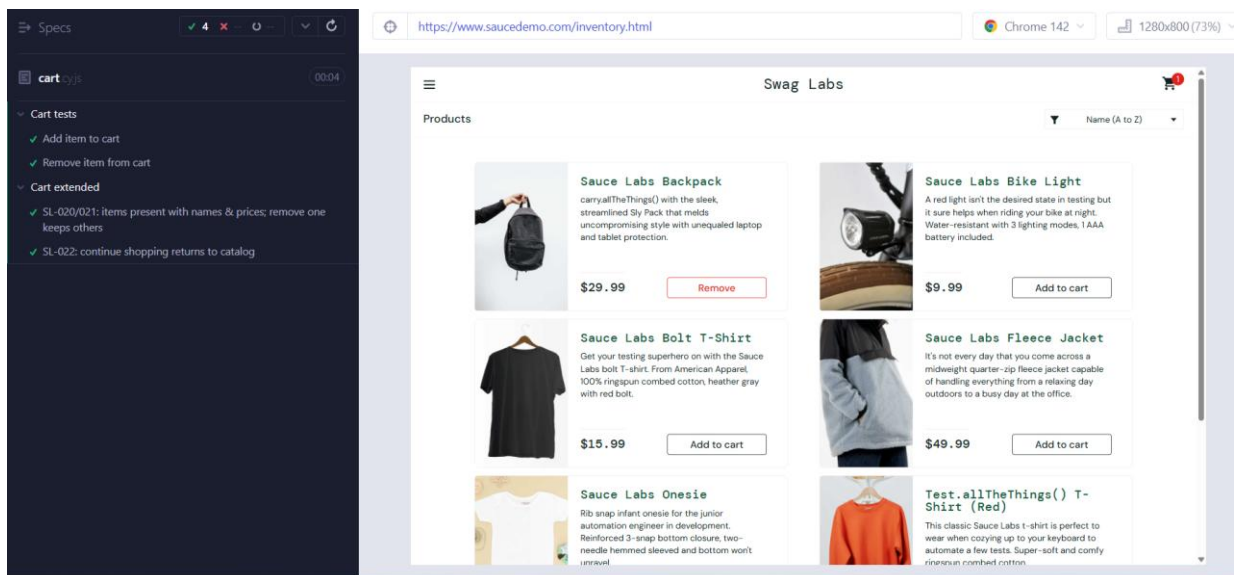 Specs
4
--
--
https://www.saucedemo.com/inventory.html
Chrome 142
1280x800 (73%)
cart.cy.js
00:04
Cart tests
Add item to cart
Remove item from cart
Cart extended
SL-020/021: items present with names & prices; remove one
keeps others
SL-022: continue shopping returns to catalog
Swag Labs
1
Products
Name (A to Z)
Sauce Labs Backpack
carry.allTheThings() with the sleek,
streamlined Sly Pack that melds
uncompromising style with unequaled laptop
and tablet protection.
$29.99
Remove
Sauce Labs Bike Light
A red light isn't the desired state in testing but
it sure helps when riding your bike at night.
Water-resistant with 3 lighting modes, 1 AAA
battery included.
$9.99
Add to cart
Sauce Labs Bolt T-Shirt
Get your testing superhero on with the Sauce
Labs bolt T-shirt. From American Apparel,
100% ringspun combed cotton, heather gray
with red bolt.
$15.99
Add to cart
Sauce Labs Fleece Jacket
It's not every day that you come across a
midweight quarter-zip fleece jacket capable
of handling everything from a relaxing day
outdoors to a busy day at the office.
$49.99
Add to cart
Sauce Labs Onesie
Rib snap infant onesie for the junior
automation engineer in development.
Reinforced 3-snap bottom closure, two-
needle hemmed sleeved and bottom won't
unravel.
Test.allTheThings() T-
Shirt (Red)
This classic Sauce Labs t-shirt is perfect to
wear when cozying up to your keyboard to
automate a few tests. Super-soft and comfy
ringspun combed cotton.